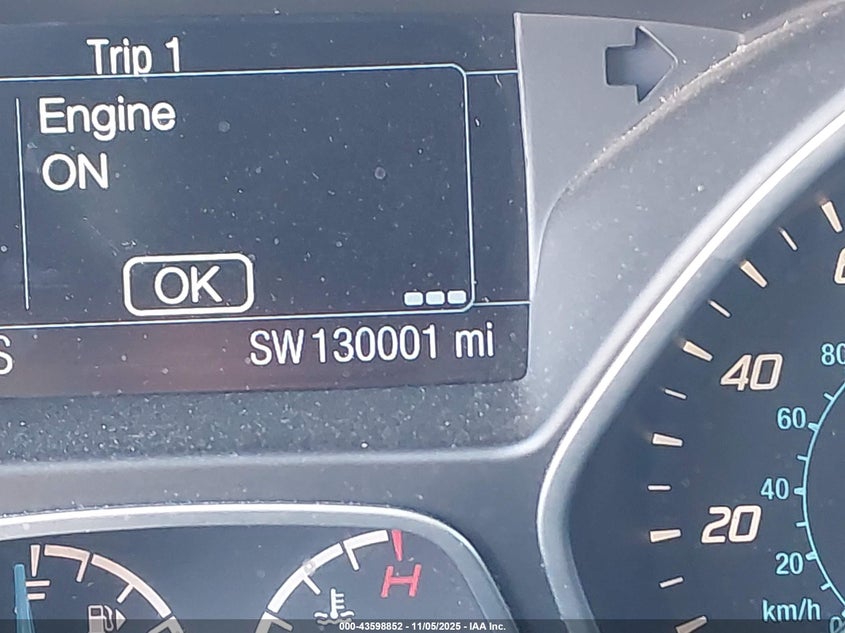 Trip 1
Engine
ON
OK
S
SW 130001 mi
40
20
80
60
40
20
km/h
0
H
000-43598852 - 11/05/2025 - IAA Inc.